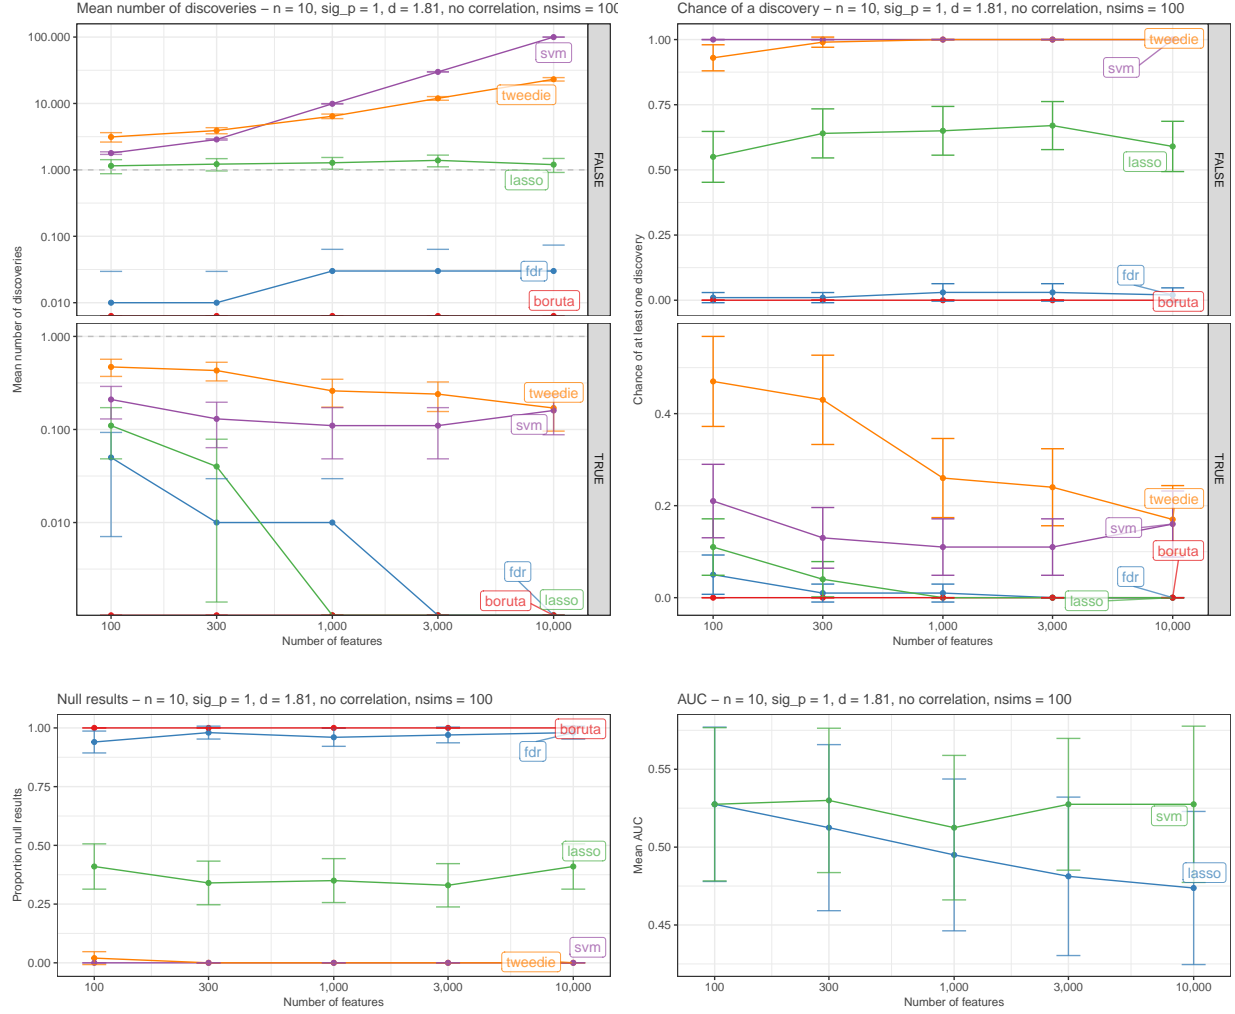 Mean number of discoveries – n = 10, sig_p = 1, d = 1.81, no correlation, nsims = 100
100.000
10.000
1.000
0.100
0.010
svm
tweedie
lasso
fdr
boruta
FALSE
1.000
0.100
0.010
tweedie
svm
fdr
boruta
lasso
TRUE
Mean number of discoveries
100
300
1,000
3,000
10,000
Number of features
Chance of a discovery – n = 10, sig_p = 1, d = 1.81, no correlation, nsims = 100
1.00
0.75
0.50
0.25
0.00
tweedie
svm
lasso
fdr
boruta
FALSE
0.4
0.2
0.0
tweedie
svm
boruta
fdr
lasso
TRUE
Chance of at least one discovery
100
300
1,000
3,000
10,000
Number of features
Null results – n = 10, sig_p = 1, d = 1.81, no correlation, nsims = 100
1.00
0.75
0.50
0.25
0.00
boruta
fdr
lasso
svm
tweedie
Proportion null results
100
300
1,000
3,000
10,000
Number of features
AUC – n = 10, sig_p = 1, d = 1.81, no correlation, nsims = 100
0.55
0.50
0.45
svm
lasso
Mean AUC
100
300
1,000
3,000
10,000
Number of features